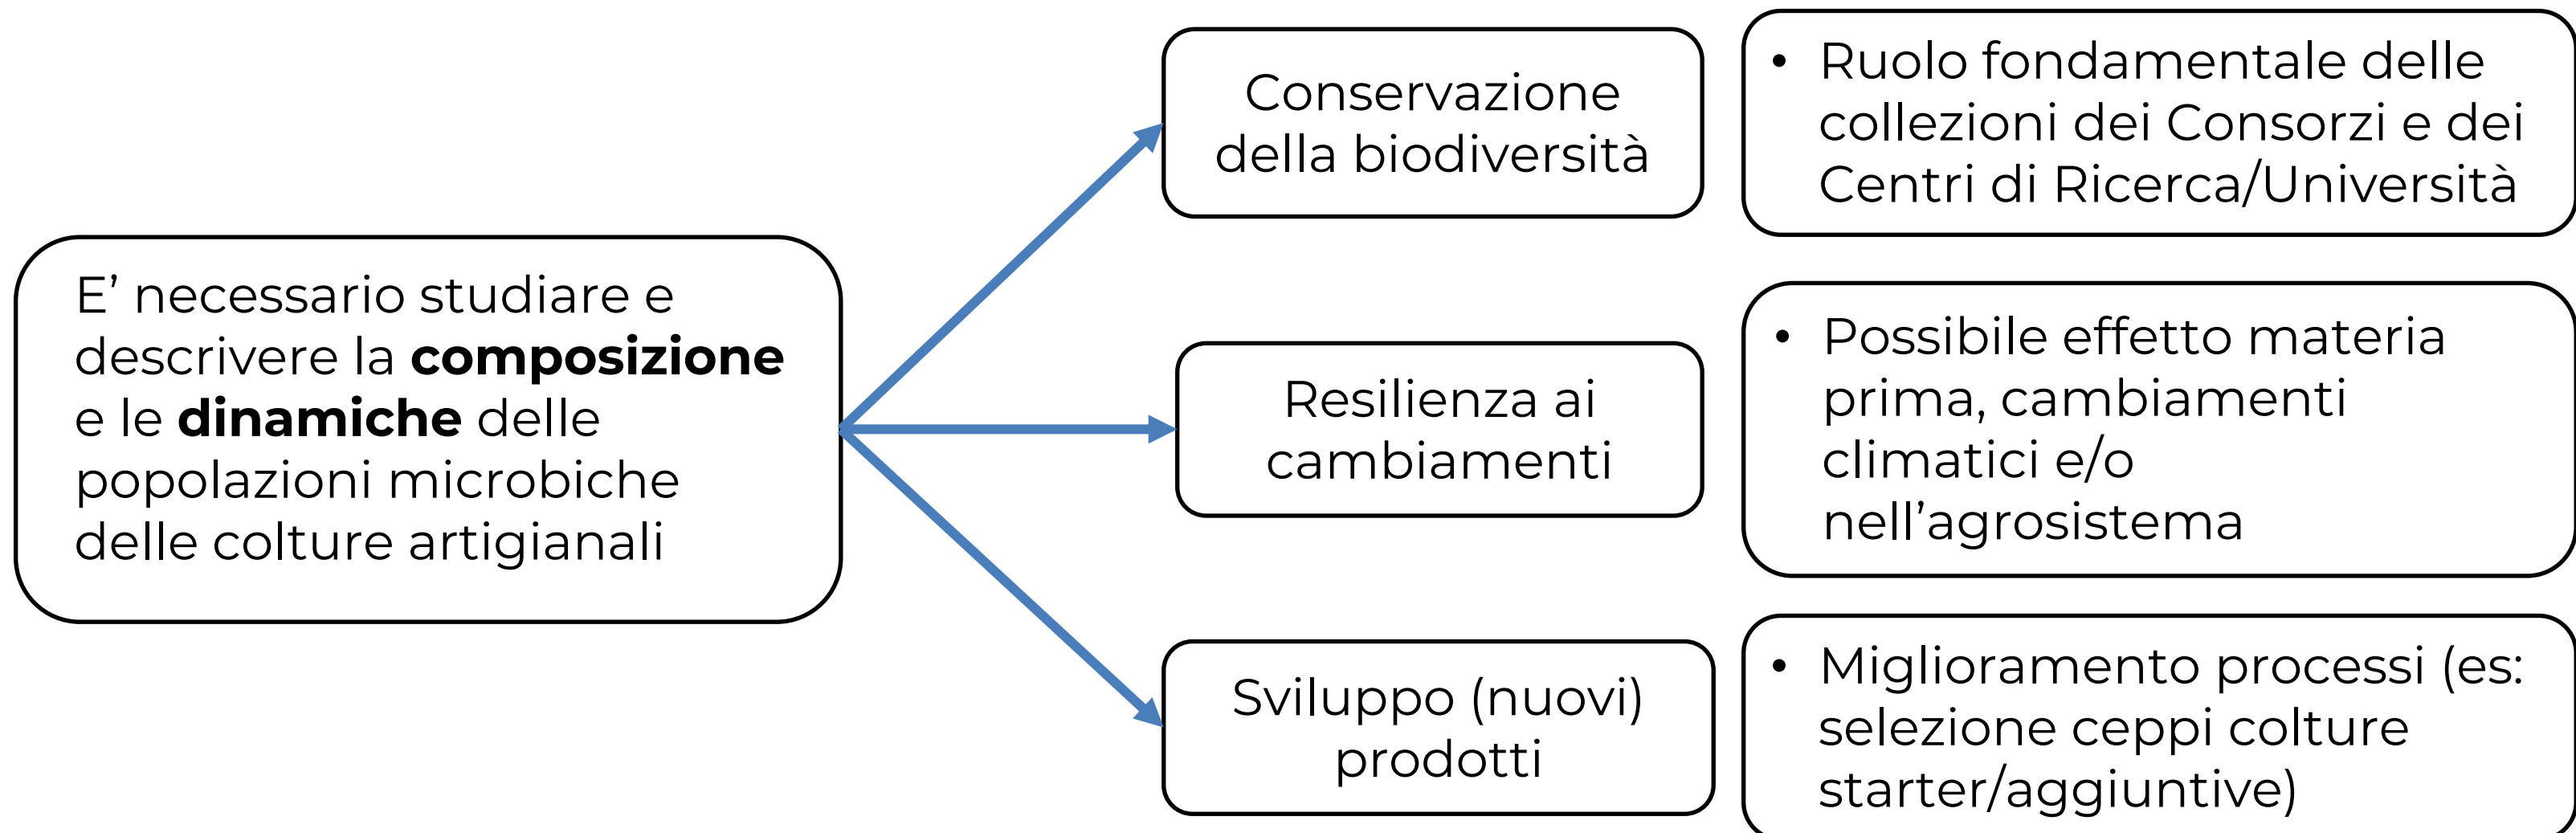 E’ necessario studiare e
descrivere la composizione
e le dinamiche delle
popolazioni microbiche
delle colture artigianali
Conservazione
della biodiversità
• Ruolo fondamentale delle
collezioni dei Consorzi e dei
Centri di Ricerca/Università
Resilienza ai
cambiamenti
• Possibile effetto materia
prima, cambiamenti
climatici e/o
nell’agrosistema
Sviluppo (nuovi)
prodotti
• Miglioramento processi (es:
selezione ceppi colture
starter/aggiuntive)